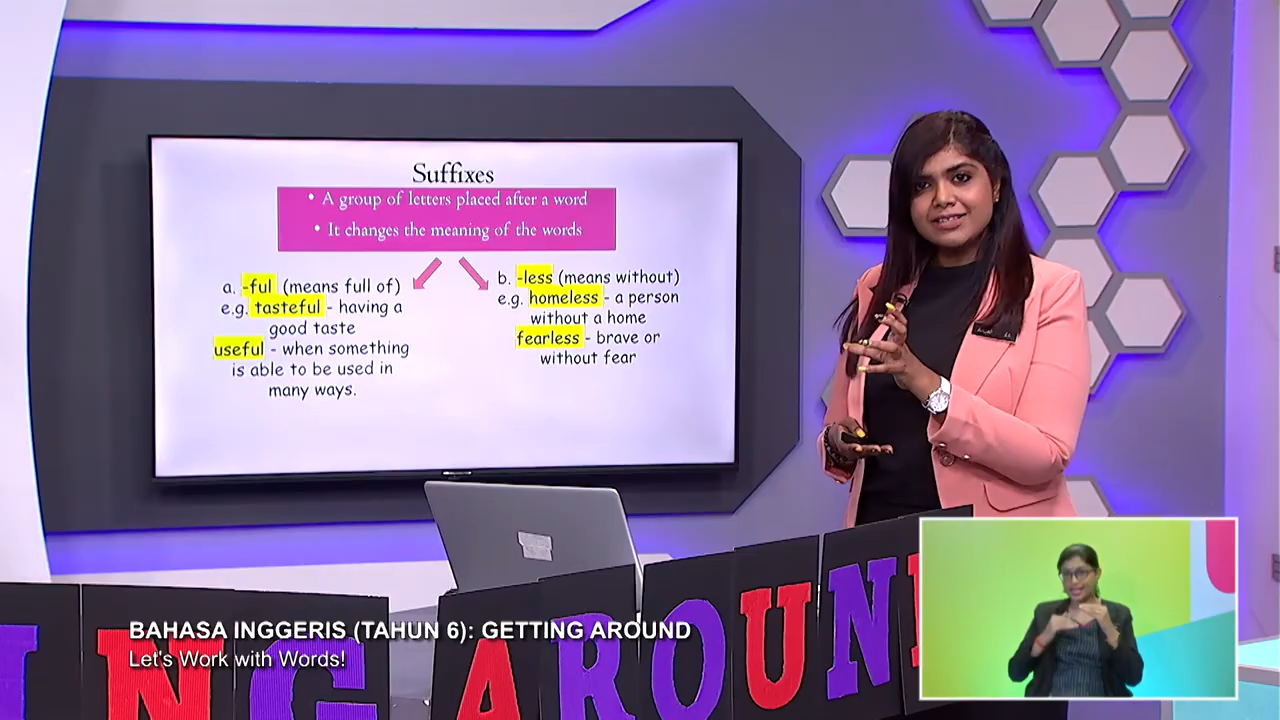 Suffixes
• A group of letters placed after a word
• It changes the meaning of the words
a. -ful (means full of)
e.g. tasteful - having a
good taste
useful - when something
is able to be used in
many ways.
b. -less (means without)
e.g. homeless - a person
without a home
fearless - brave or
without fear
NG AROUN
BAHASA INGGERIS (TAHUN 6): GETTING AROUND
Let's Work with Words!